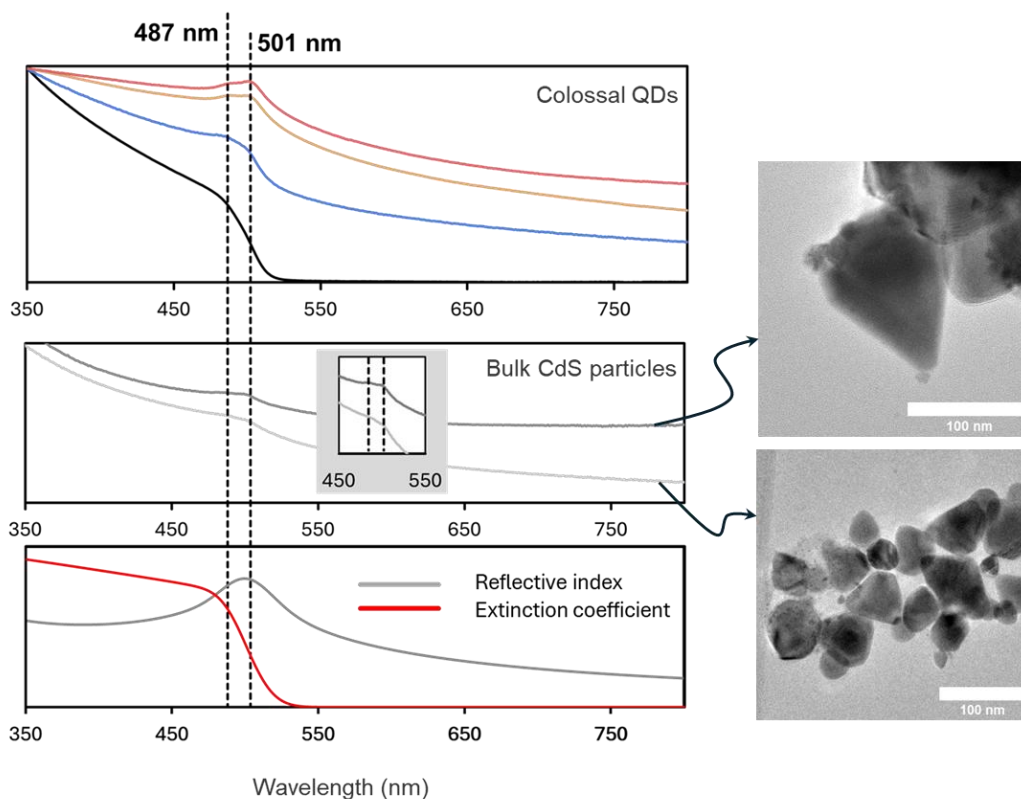 487 nm
501 nm
Colossal QDs
350
450
550
650
750
Bulk CdS particles
450
550
350
450
550
650
750
Reflective index
Extinction coefficient
350
450
550
650
750
Wavelength (nm)
100 nm
100 nm